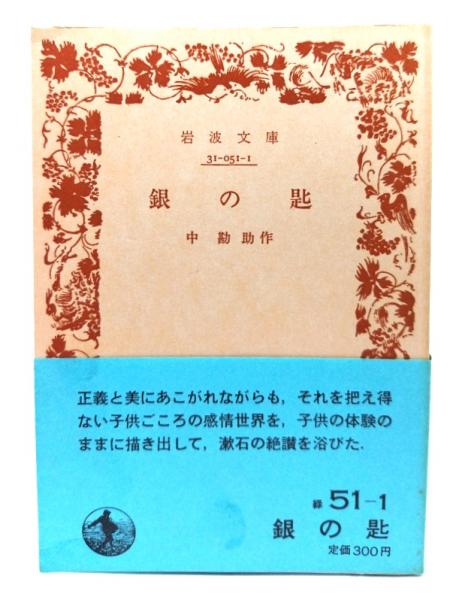 岩波文庫
31-051-1
銀の匙
中勘助作
正義と美にあこがれながらも，それを把え得
ない子供ごころの感情世界を，子供の体験の
ままに描き出して，漱石の絶讃を浴びた．
緑 51-1
銀の匙
定価300円